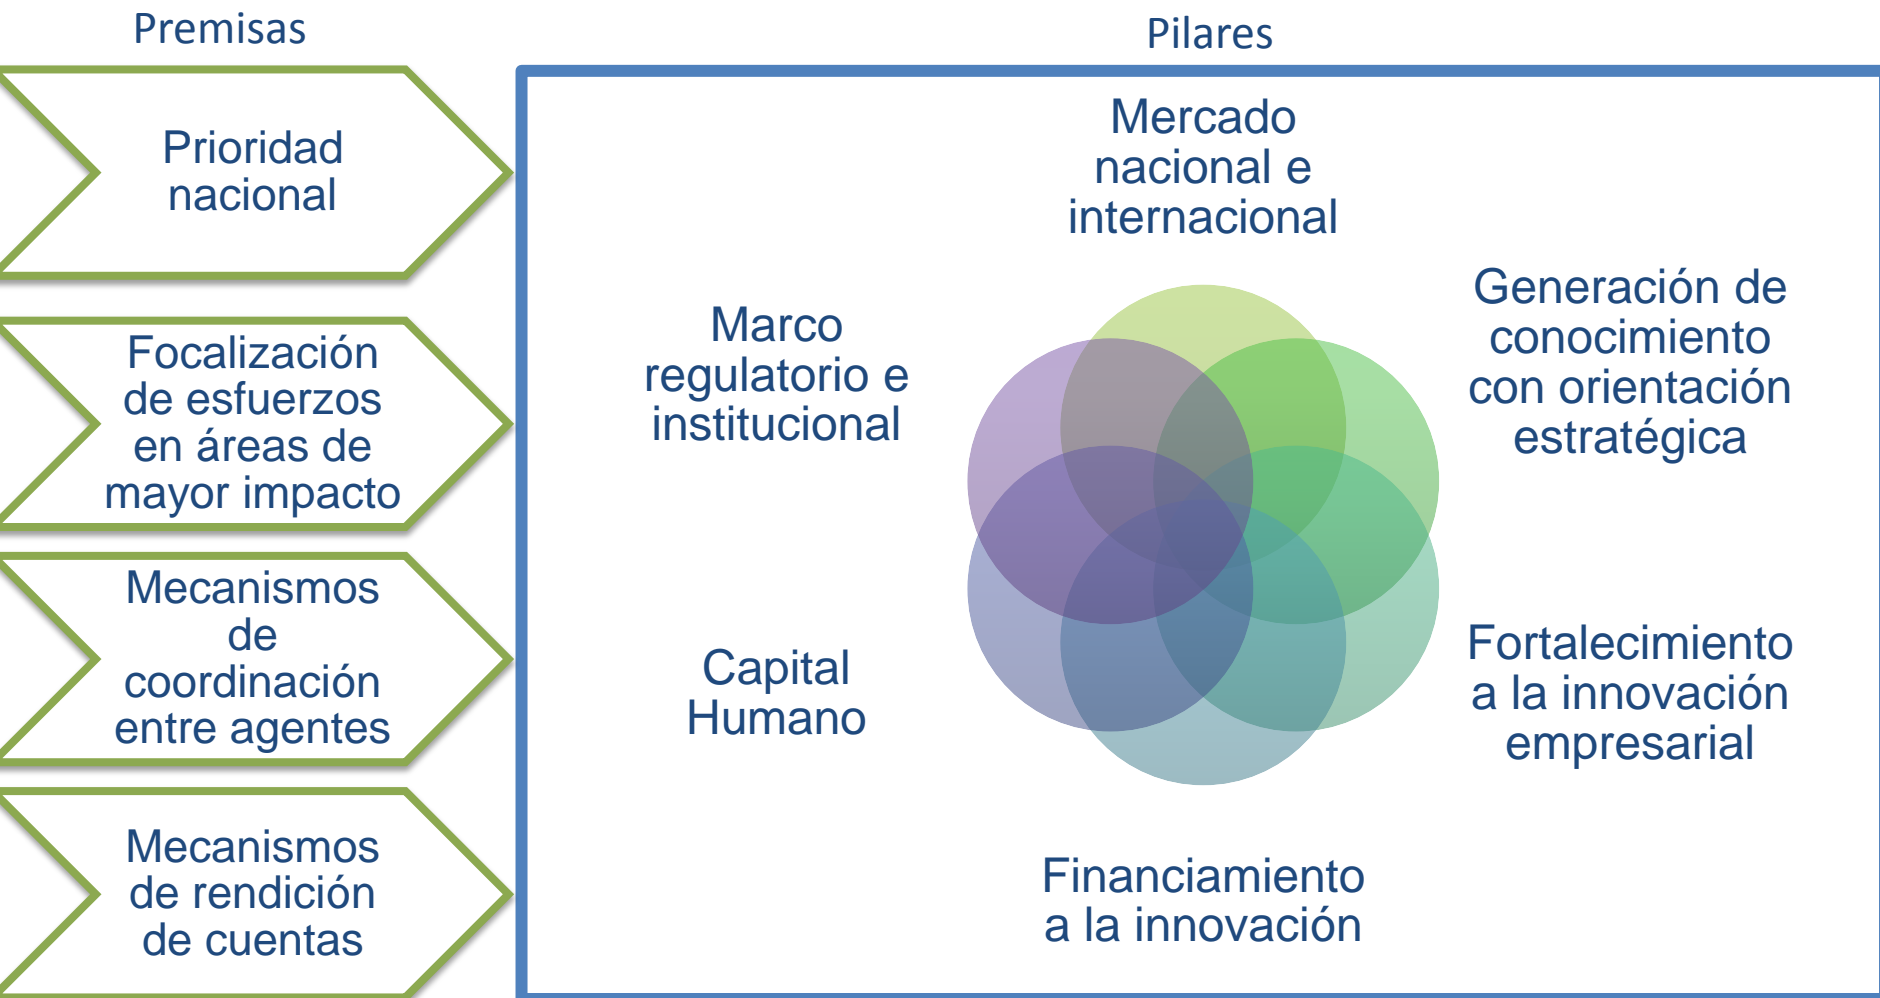 Premisas
Prioridad
nacional
Focalización
de esfuerzos
en áreas de
mayor impacto
Mecanismos
de
coordinación
entre agentes
Mecanismos
de rendición
de cuentas
Pilares
Mercado
nacional e
internacional
Generación de
conocimiento
con orientación
estratégica
Fortalecimiento
a la innovación
empresarial
Financiamiento
a la innovación
Capital
Humano
Marco
regulatorio e
institucional